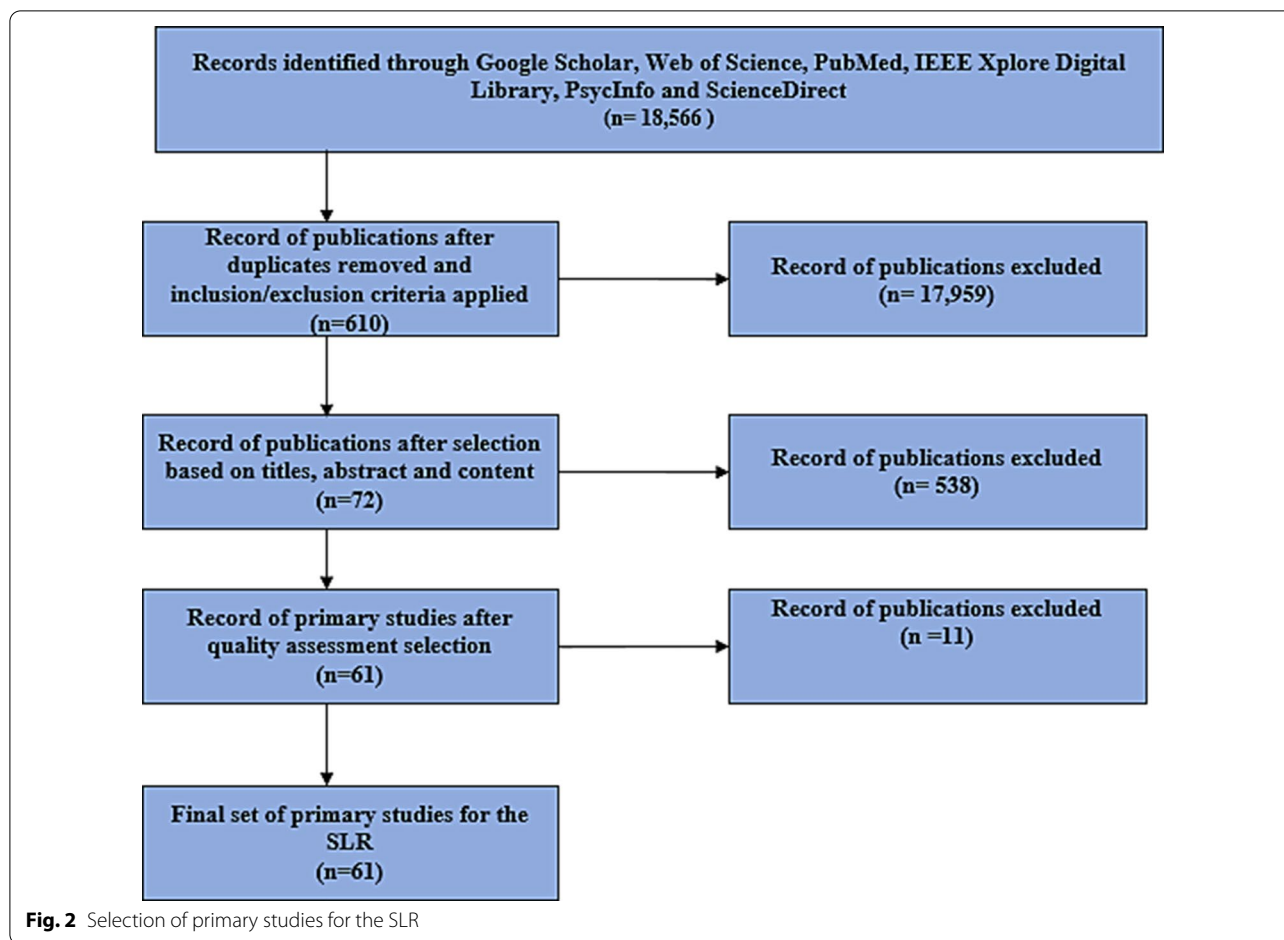 Records identified through Google Scholar, Web of Science, PubMed, IEEE Xplore Digital
Library, PsycInfo and ScienceDirect
(n= 18,566 )
Record of publications after
duplicates removed and
inclusion/exclusion criteria applied
(n=610)
Record of publications excluded
(n= 17,959)
Record of publications after selection
based on titles, abstract and content
(n=72)
Record of publications excluded
(n= 538)
Record of primary studies after
quality assessment selection
(n=61)
Record of publications excluded
(n =11)
Final set of primary studies for the
SLR
(n=61)
Fig. 2 Selection of primary studies for the SLR